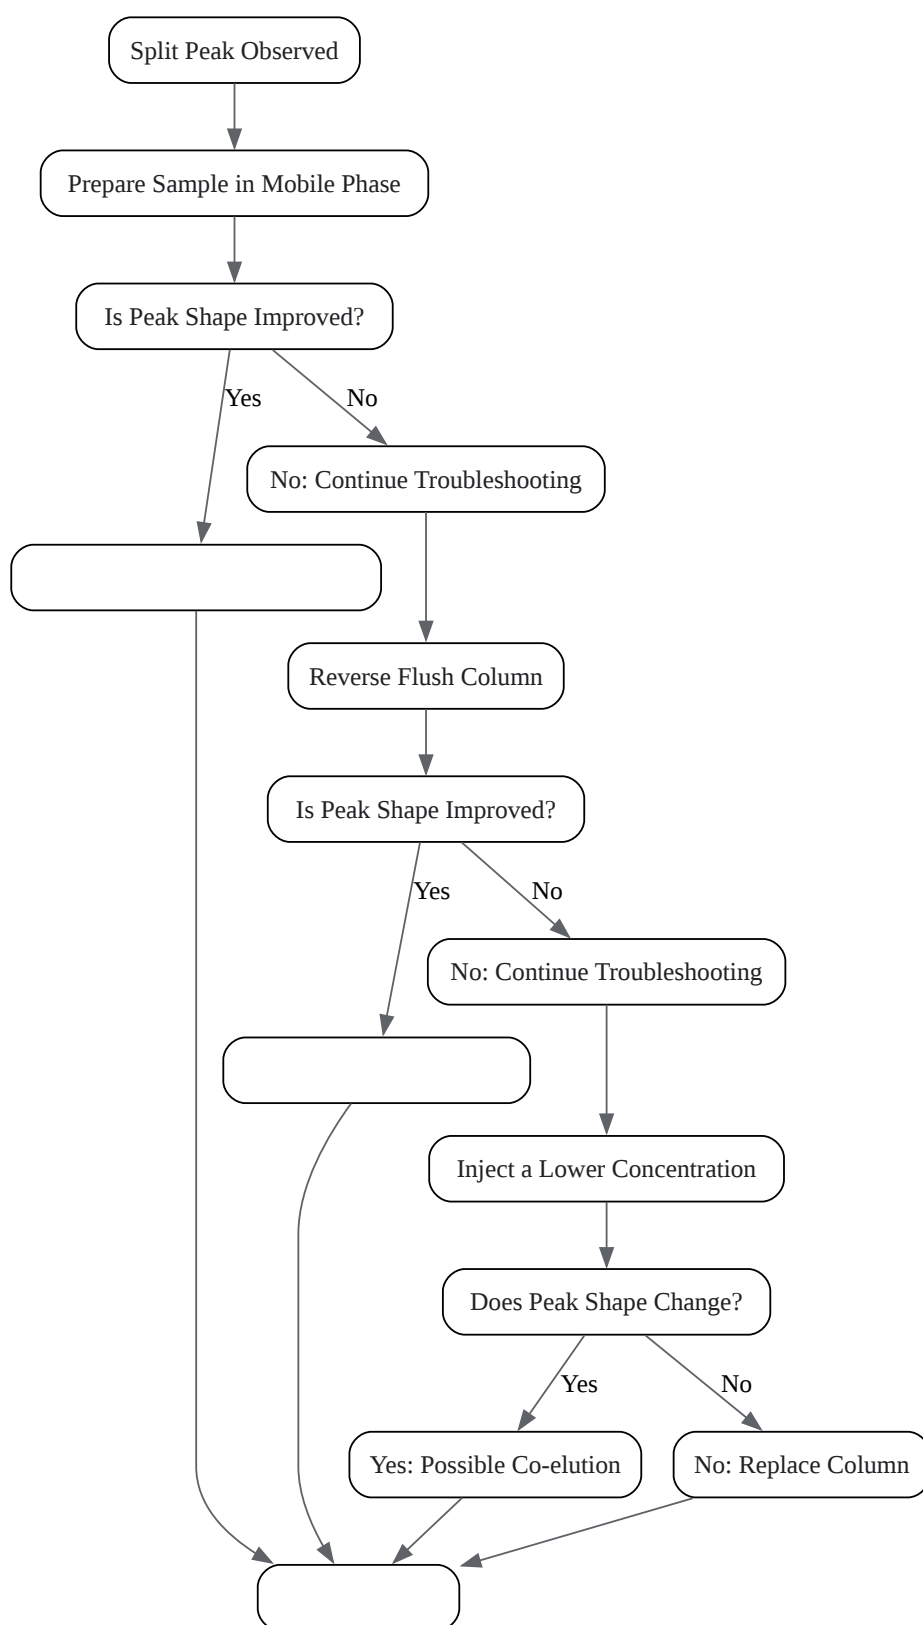 Split Peak Observed
Prepare Sample in Mobile Phase
Is Peak Shape Improved?
Yes
No
No: Continue Troubleshooting
Reverse Flush Column
Is Peak Shape Improved?
Yes
No
No: Continue Troubleshooting
Inject a Lower Concentration
Does Peak Shape Change?
Yes
No
Yes: Possible Co-elution
No: Replace Column